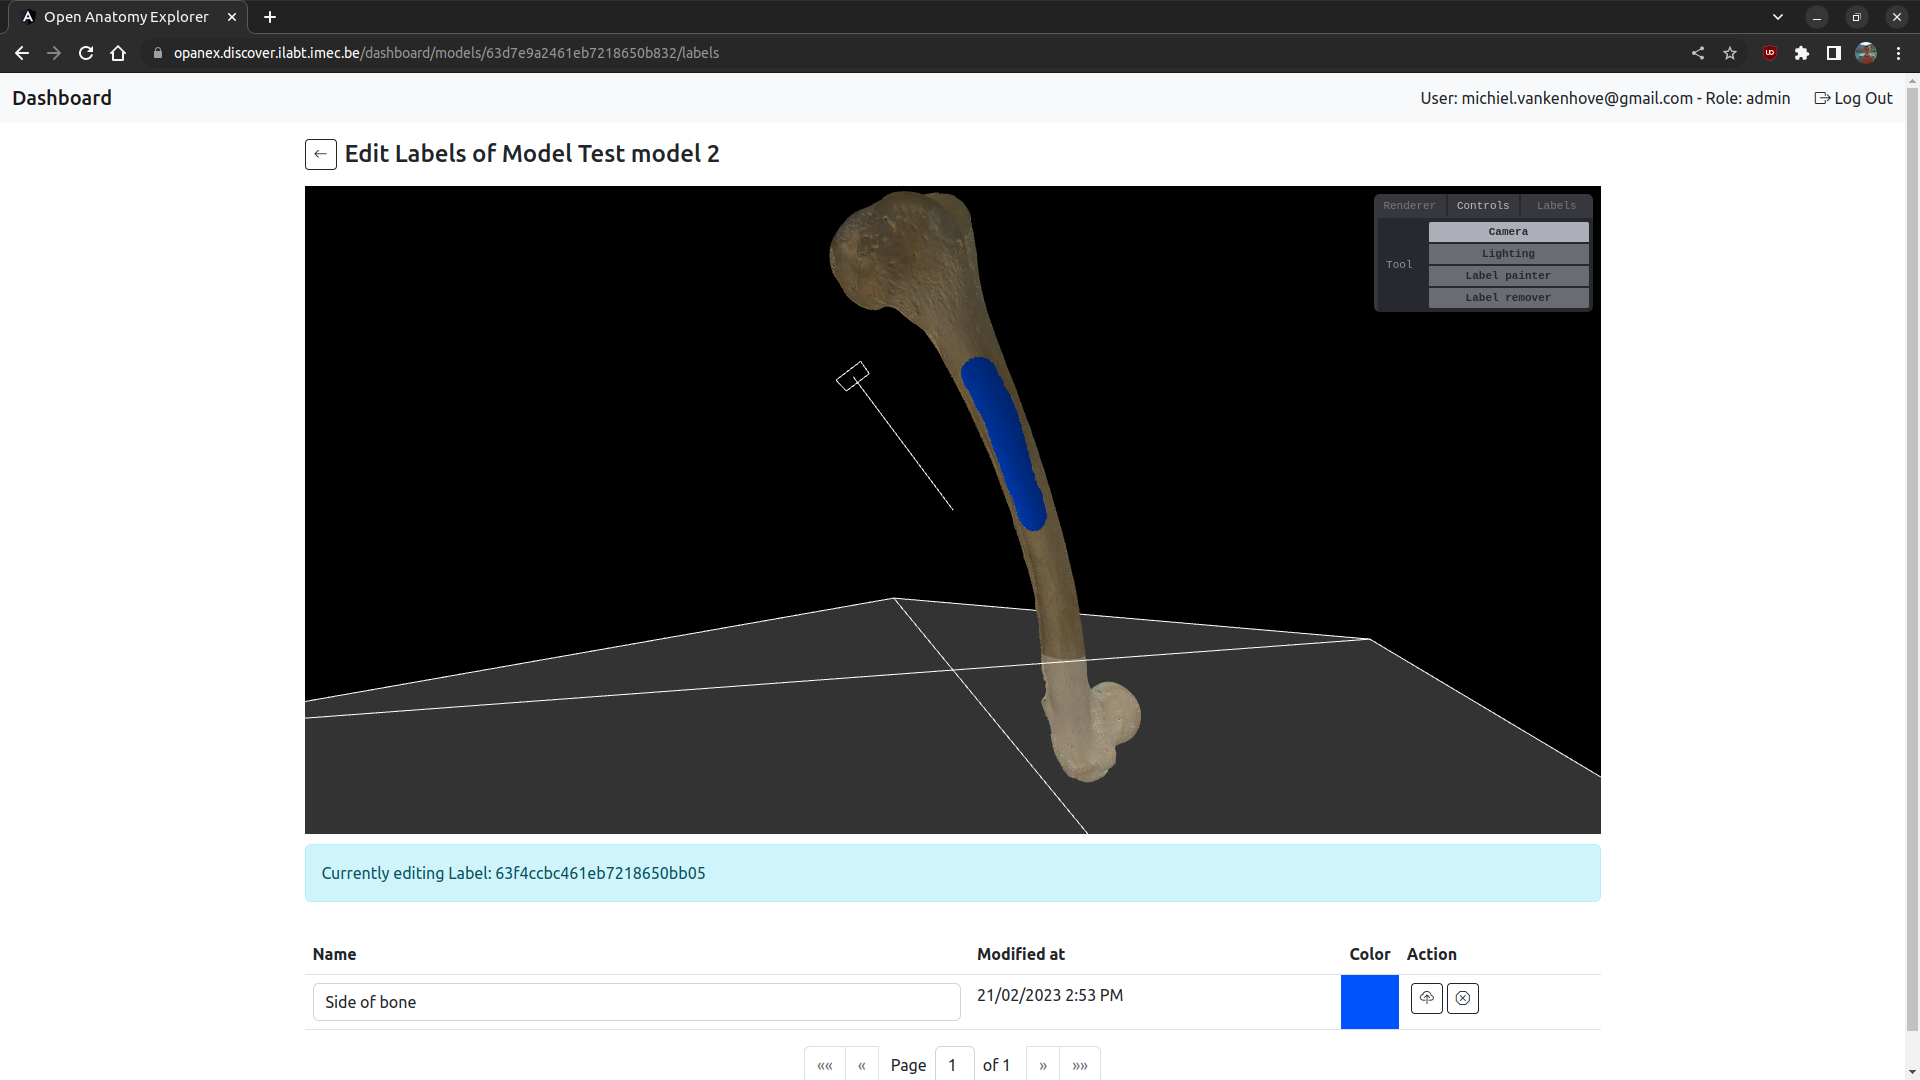 Open Anatomy Explorer
opanex.discover.ilabt.imec.be/dashboard/models/63d7e9a2461eb7218650b832/labels
Dashboard
User: michiel.vankenhove@gmail.com - Role: admin
Log Out
Edit Labels of Model Test model 2
Renderer Controls Labels
Tool
Camera
Lighting
Label painter
Label remover
Currently editing Label: 63f4ccbc461eb7218650bb05
Name Modified at Color Action
Side of bone 21/02/2023 2:53 PM
«« « Page 1 of 1 » »»